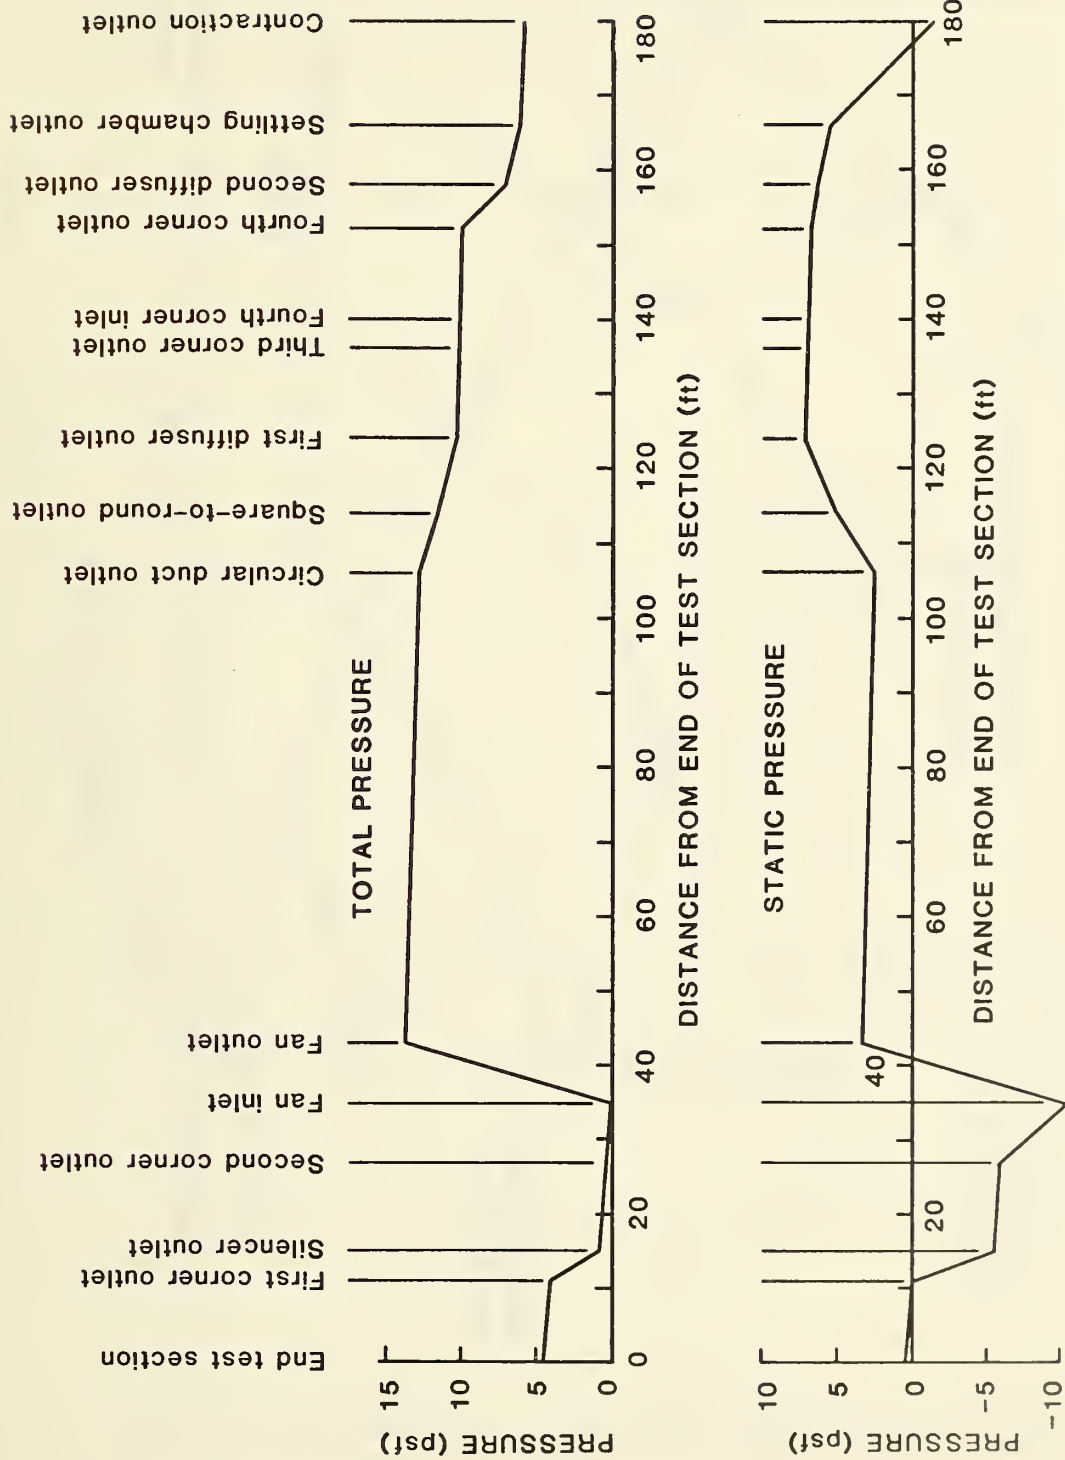 End test section
First corner outlet
Silencer outlet
Second corner outlet
Fan inlet
Fan outlet
Circular duct outlet
Square-to-round outlet
First diffuser outlet
Third corner outlet
Fourth corner inlet
Fourth corner outlet
Second diffuser outlet
Settling chamber outlet
Contraction outlet
TOTAL PRESSURE
PRESSURE (psf)
15
10
5
0
0
20
40
60
80
100
120
140
160
180
DISTANCE FROM END OF TEST SECTION (ft)
STATIC PRESSURE
PRESSURE (psf)
10
5
0
-5
-10
20
40
60
80
100
120
140
160
180
DISTANCE FROM END OF TEST SECTION (ft)